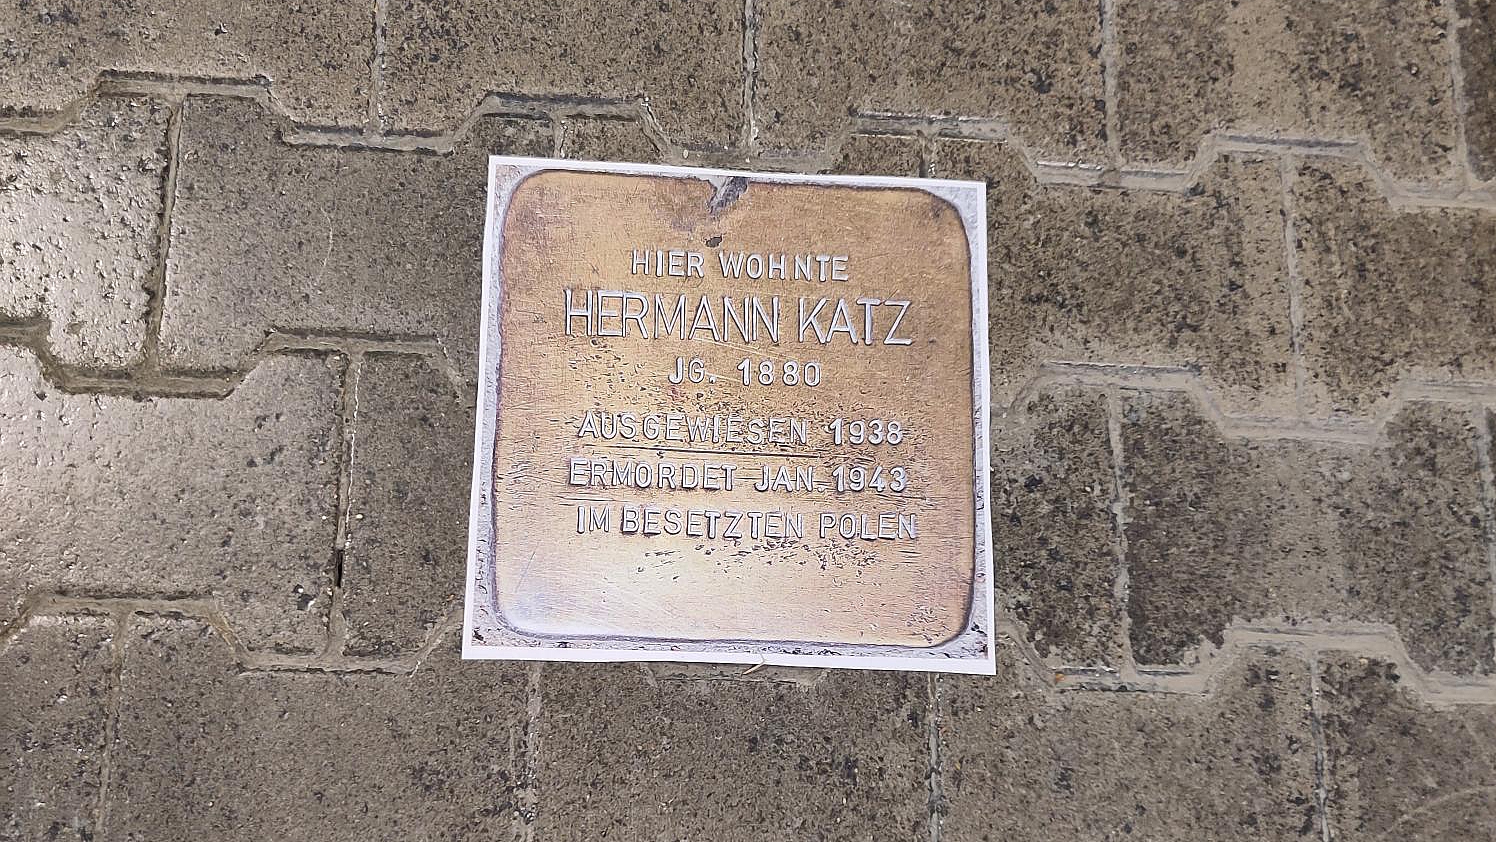 HIER WOHNTE
HERMANN KATZ
JG. 1880
AUSGEWIESEN 1938
ERMORDET JAN. 1943
IM BESETZTEN POLEN